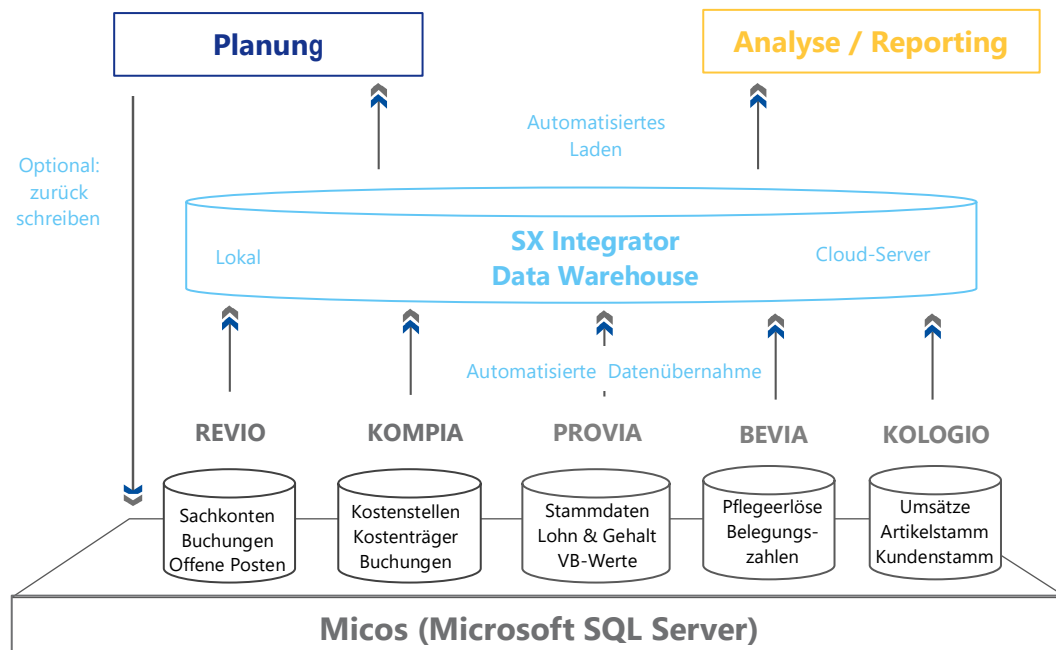 Planung
Analyse / Reporting
Automatisiertes
Laden
Optional:
zurück
schreiben
SX Integrator
Data Warehouse
Lokal
Cloud-Server
Automatisierte Datenübernahme
REVIO
KOMPIA
PROVIA
BEVIA
KOLOGIO
Sachkonten
Buchungen
Offene Posten
Kostenstellen
Kostenträger
Buchungen
Stammdaten
Lohn & Gehalt
VB-Werte
Pflegeerlöse
Belegungs-
zahlen
Umsätze
Artikelstamm
Kundenstamm
Micos (Microsoft SQL Server)